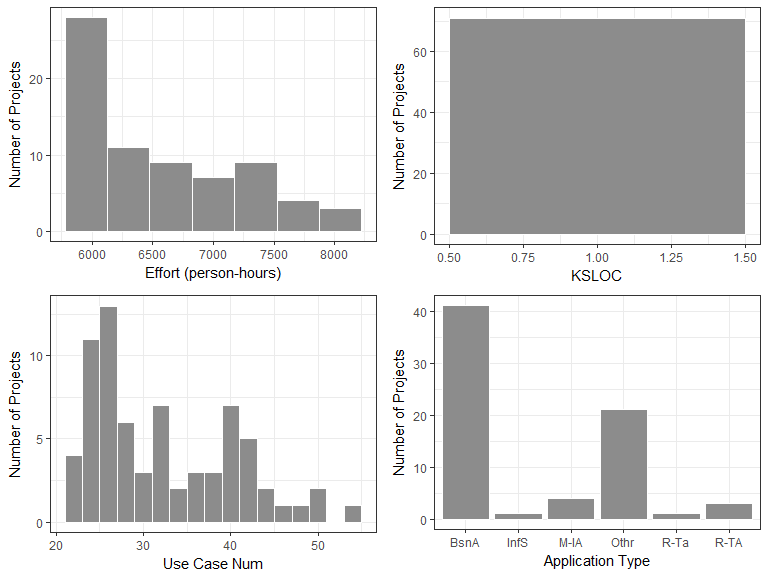 Number of Projects
20
10
0
6000 6500 7000 7500 8000
Effort (person-hours)
Number of Projects
60
40
20
0
0.50 0.75 1.00 1.25 1.50
KSLOC
Number of Projects
10
5
0
20 30 40 50
Use Case Num
Number of Projects
40
30
20
10
0
BsnA InfS M-IA Othr R-Ta R-TA
Application Type